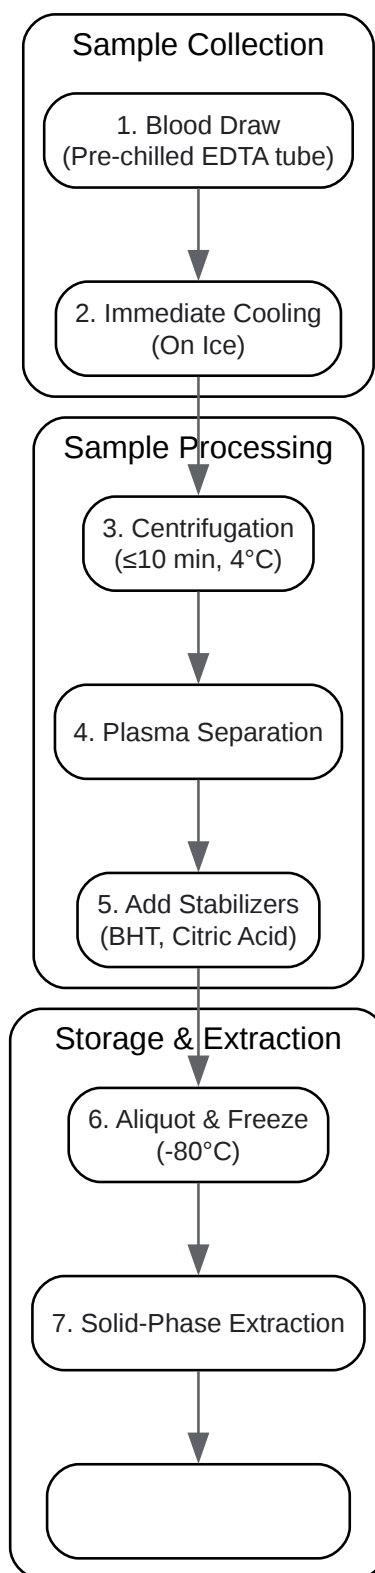 Sample Collection
1. Blood Draw
(Pre-chilled EDTA tube)
2. Immediate Cooling
(On Ice)
Sample Processing
3. Centrifugation
(≤10 min, 4°C)
4. Plasma Separation
5. Add Stabilizers
(BHT, Citric Acid)
Storage & Extraction
6. Aliquot & Freeze
(-80°C)
7. Solid-Phase Extraction